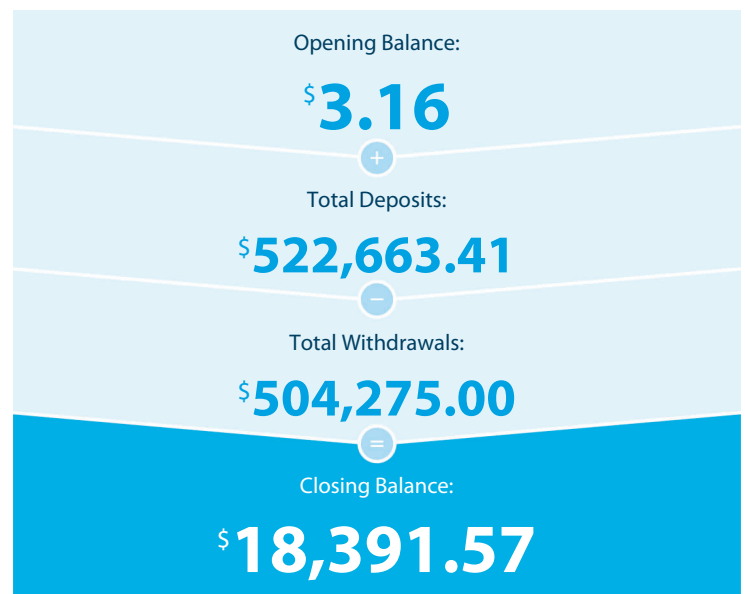 Opening Balance:
$3.16
+
Total Deposits:
$522,663.41
−
Total Withdrawals:
$504,275.00
=
Closing Balance:
$18,391.57